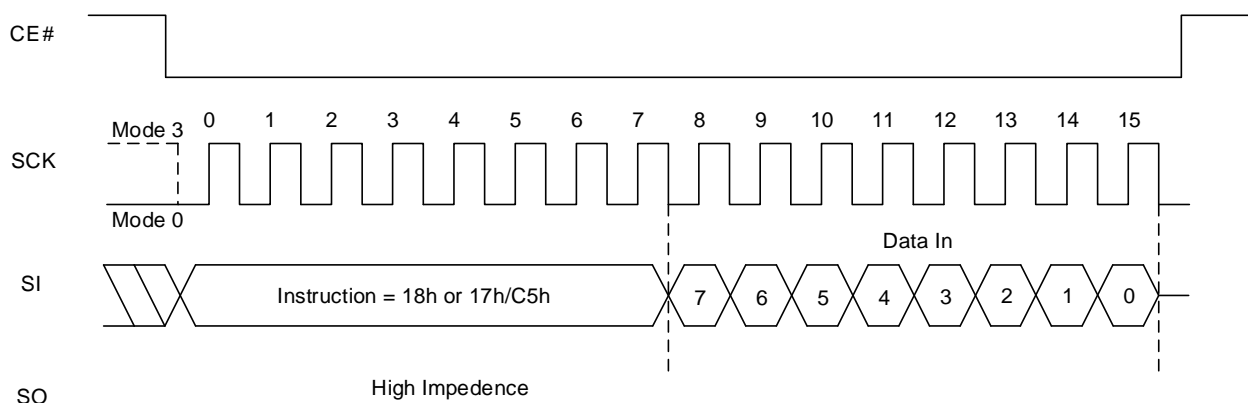 CE#
Mode 3
0 1 2 3 4 5 6 7 8 9 10 11 12 13 14 15
SCK
Mode 0
Data In
SI
Instruction = 18h or 17h/C5h
7 6 5 4 3 2 1 0
High Impedence
SO